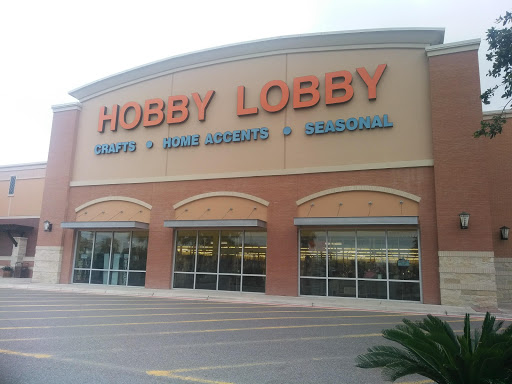 HOBBY LOBBY
CRAFTS • HOME ACCENTS • SEASONAL